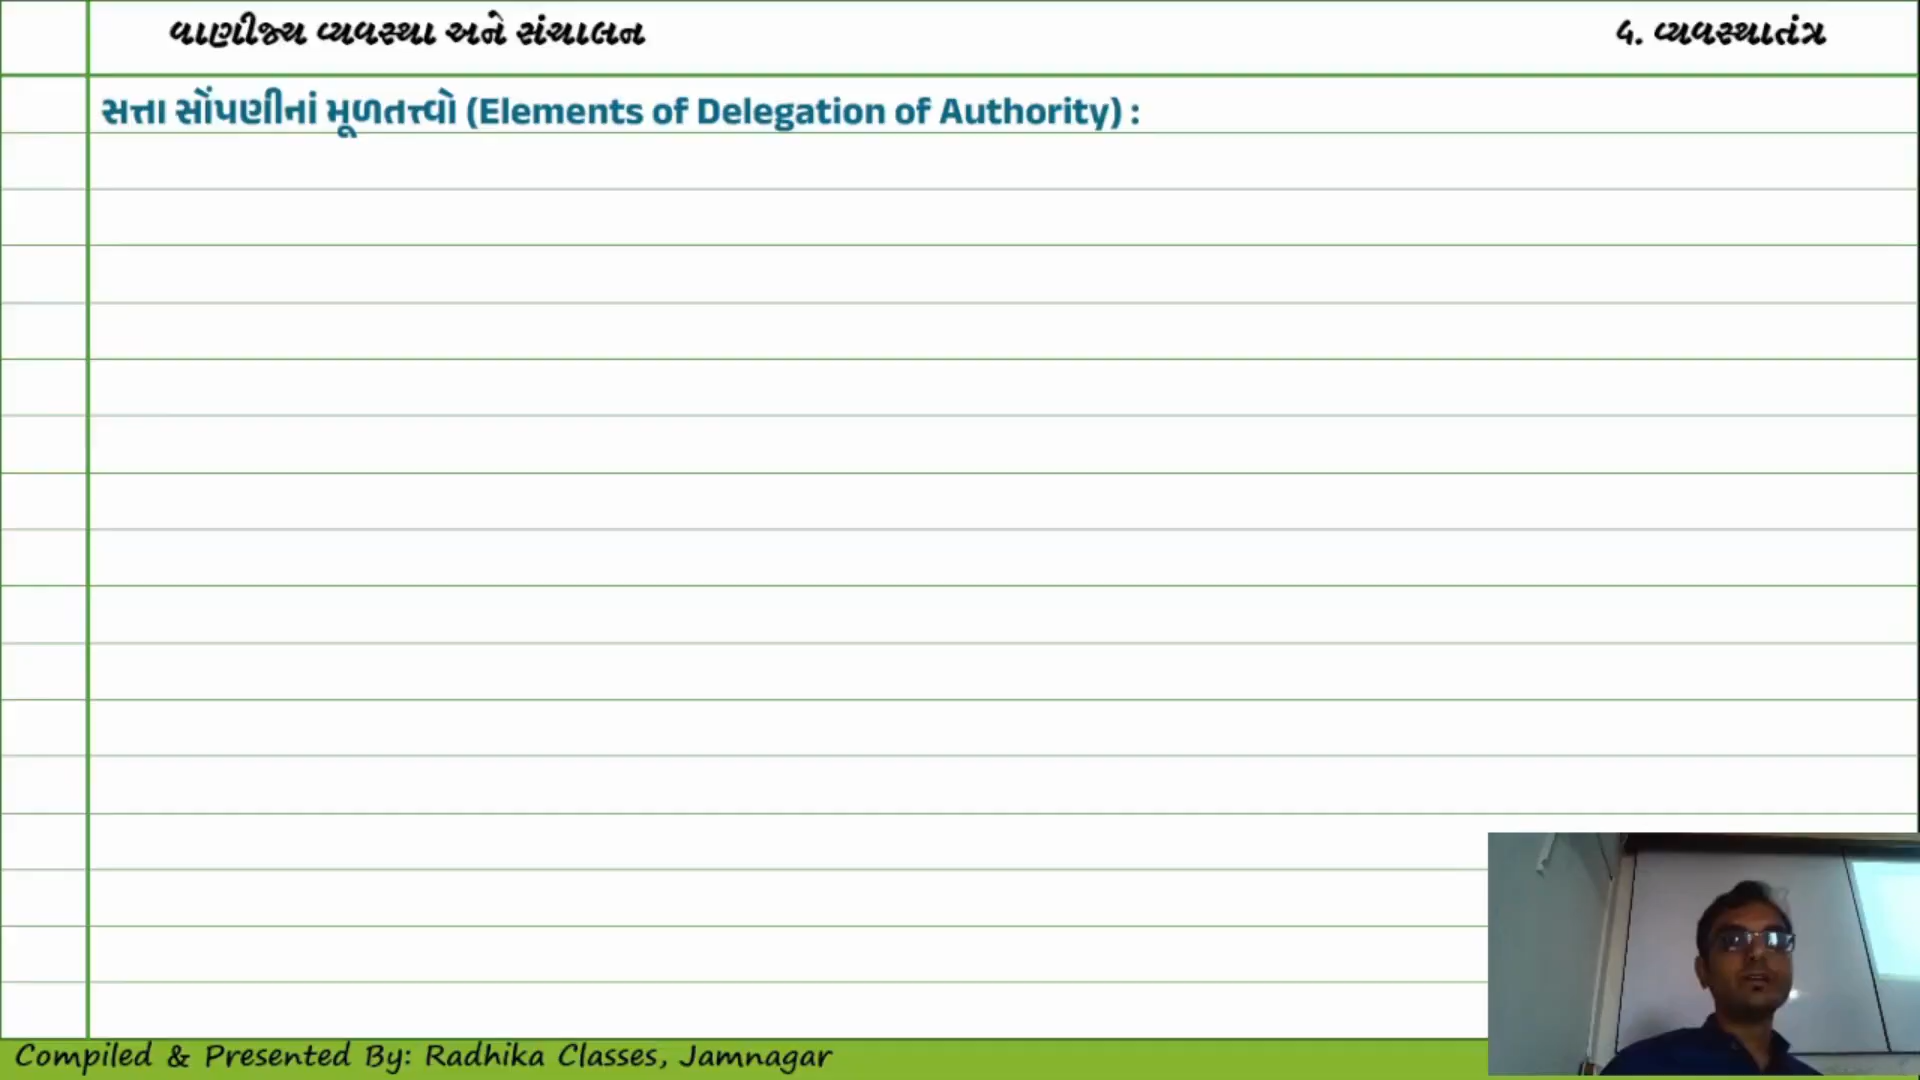 વાણીજ્ય વ્યવસ્થા અને સંચાલન
૬. વ્યવસ્થાતંત્ર
સત્તા સોંપણીનાં મૂળતત્ત્વો (Elements of Delegation of Authority) :
Compiled & Presented By: Radhika Classes, Jamnagar